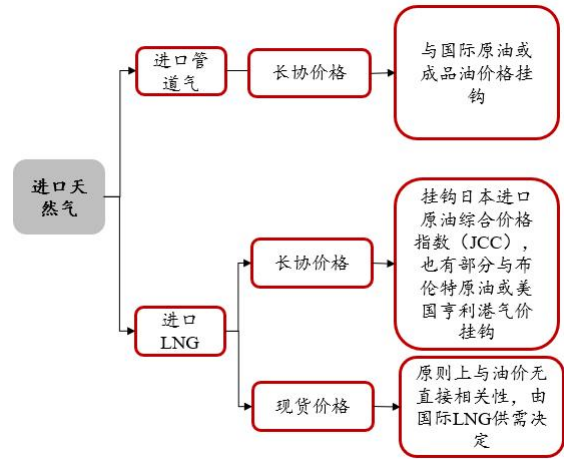 进口天
然气
进口管
道气
长协价格
与国际原油或
成品油价格挂
钩
进口
LNG
长协价格
挂钩日本进口
原油综合价格
指数（JCC），
也有部分与布
伦特原油或美
国亨利港气价
挂钩
现货价格
原则上与油价无
直接相关性，由
国际LNG供需决
定